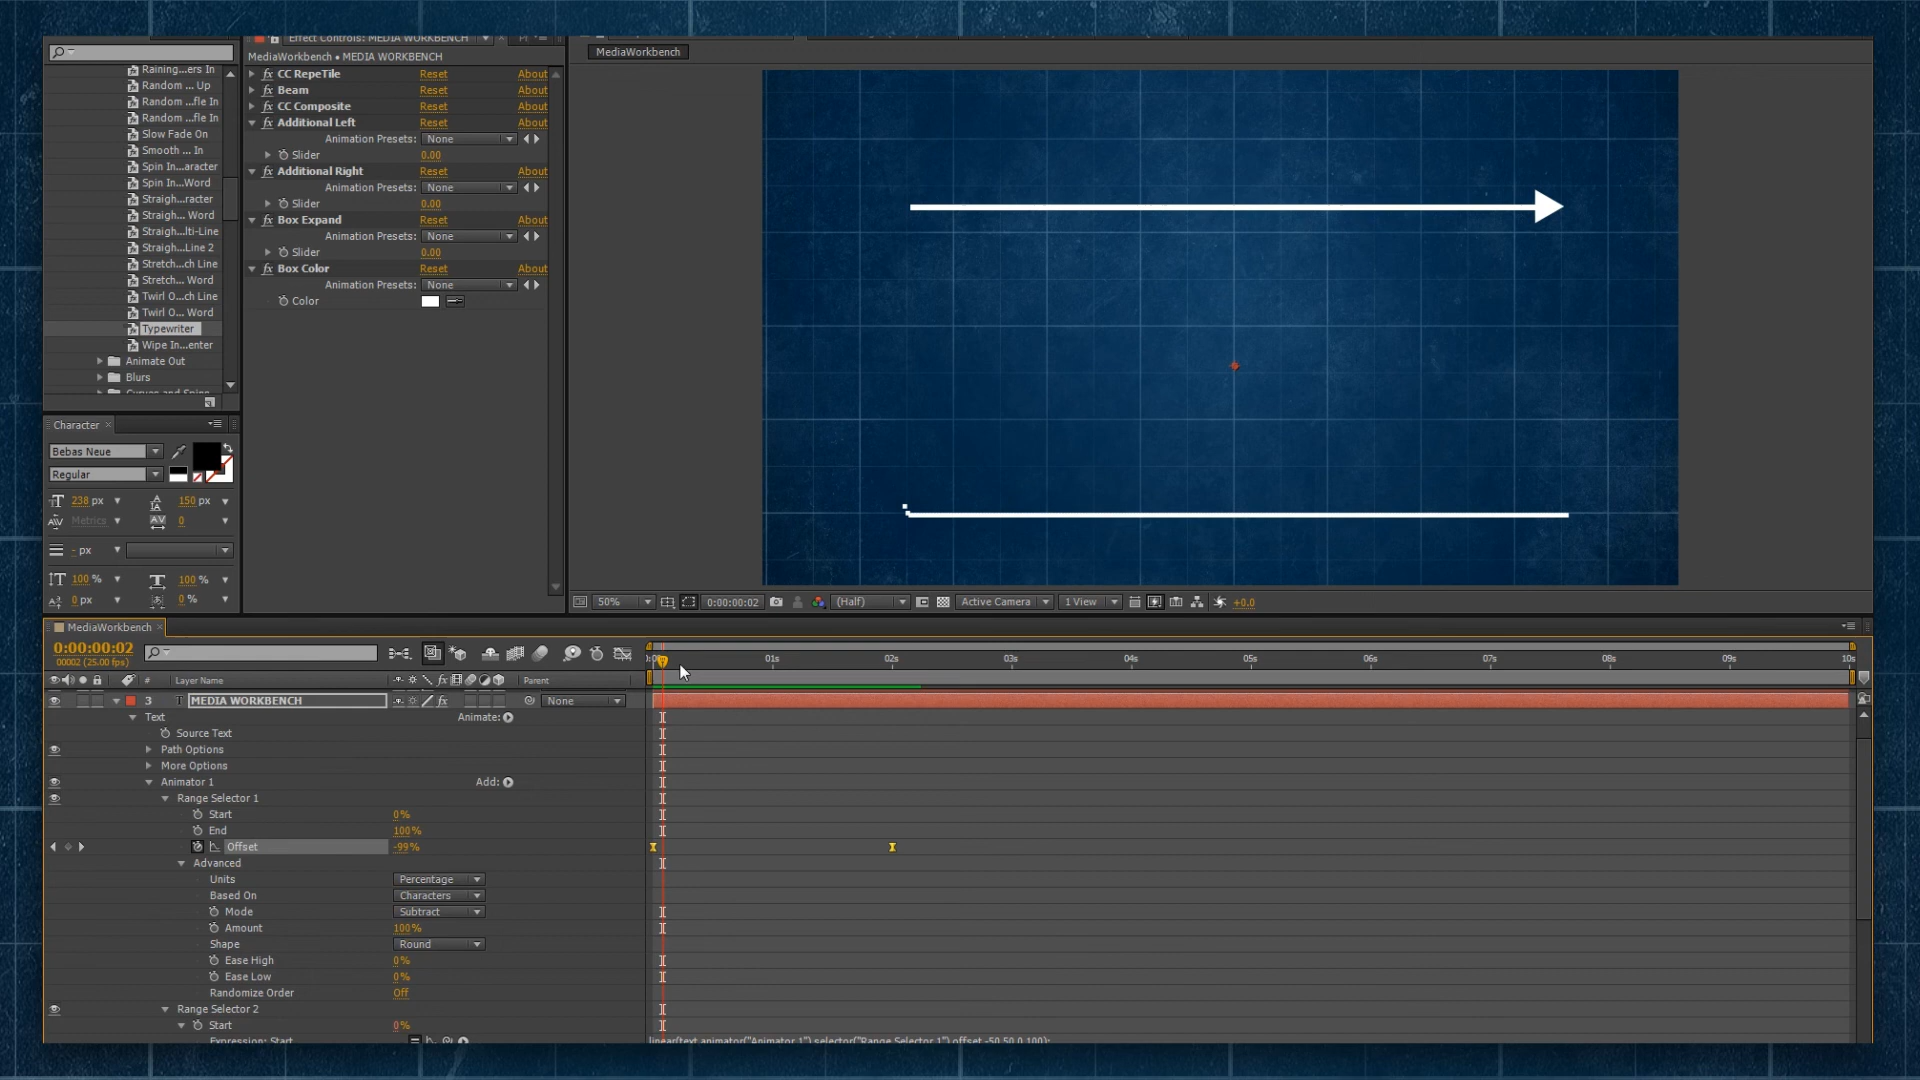 Effect Controls: MEDIA WORKBENCH
MediaWorkbench • MEDIA WORKBENCH
MediaWorkbench
Raining...ers In
Random ... Up
Random ...fle In
Random ...fle In
Slow Fade On
Smooth ... In
Spin In...aracter
Spin In...Word
Straigh...racter
Straigh... Word
Straigh...lti-Line
Straigh...Line 2
Stretch...ch Line
Stretch... Word
Twirl O...ch Line
Twirl O... Word
Typewriter
Wipe In...enter
Animate Out
Blurs
fx CC RepeTile Reset About
fx Beam Reset About
fx CC Composite Reset About
fx Additional Left Reset About
Animation Presets: None
Slider 0.00
fx Additional Right Reset About
Animation Presets: None
Slider 0.00
fx Box Expand Reset About
Animation Presets: None
Slider 0.00
fx Box Color Reset About
Animation Presets: None
Color
Character
Bebas Neue
Regular
238 px 150 px
Metrics 0
- px
100 % 100 %
0 px 0 %
50% 0:00:00:02 (Half) Active Camera 1 View +0.0
MediaWorkbench
0:00:00:02
00002 (25.00 fps)
01s 02s 03s 04s 05s 06s 07s 08s 09s 10s
# Layer Name fx Parent
3 T MEDIA WORKBENCH fx None
Text Animate:
Source Text
Path Options
More Options
Animator 1 Add:
Range Selector 1
Start 0%
End 100%
Offset -99%
Advanced
Units Percentage
Based On Characters
Mode Subtract
Amount 100%
Shape Round
Ease High 0%
Ease Low 0%
Randomize Order Off
Range Selector 2
Start 0%
Expression: Start linear(text.animator("Animator 1").selector("Range Selector 1").offset,-50,50,0,100);